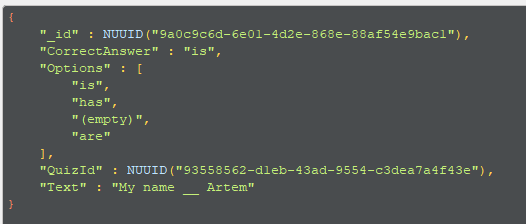 {
"_id" : NUUID("9a0c9c6d-6e01-4d2e-868e-88af54e9bac1"),
"CorrectAnswer" : "is",
"Options" : [
"is",
"has",
"(empty)",
"are"
],
"QuizId" : NUUID("93558562-d1eb-43ad-9554-c3dea7a4f43e"),
"Text" : "My name __ Artem"
}